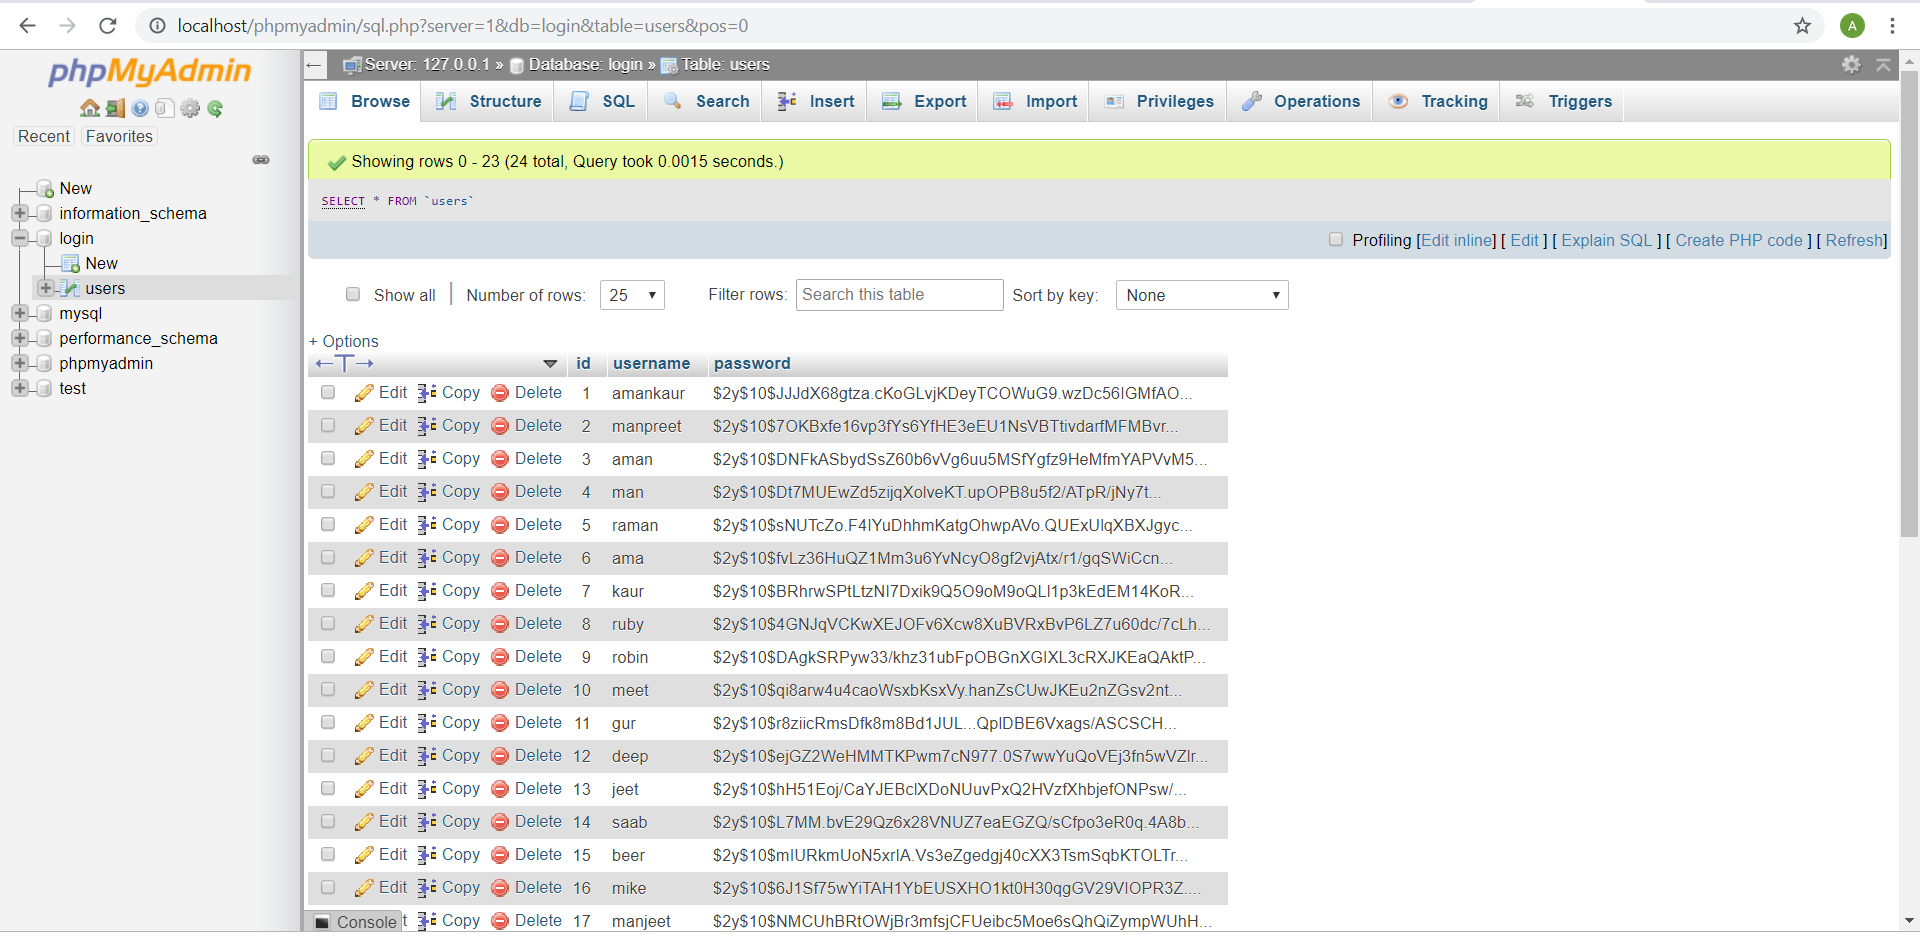 localhost/phpmyadmin/sql.php?server=1&db=login&table=users&pos=0
A
phpMyAdmin
Recent Favorites
New
information_schema
login
New
users
mysql
performance_schema
phpmyadmin
test
Server: 127.0.0.1 » Database: login » Table: users
Browse Structure SQL Search Insert Export Import Privileges Operations Tracking Triggers
Showing rows 0 - 23 (24 total, Query took 0.0015 seconds.)
SELECT * FROM `users`
Profiling [Edit inline] [ Edit ] [ Explain SQL ] [ Create PHP code ] [ Refresh]
Show all | Number of rows: 25 Filter rows: Search this table Sort by key: None
+ Options
←T→ id username password
Edit Copy Delete 1 amankaur $2y$10$JJJdX68gtza.cKoGLvjKDeyTCOWuG9.wzDc56IGMfAO...
Edit Copy Delete 2 manpreet $2y$10$7OKBxfe16vp3fYs6YfHE3eEU1NsVBTtivdarfMFMBvr...
Edit Copy Delete 3 aman $2y$10$DNFkASbydSsZ60b6vVg6uu5MSfYgfz9HeMfmYAPVvM5...
Edit Copy Delete 4 man $2y$10$Dt7MUEwZd5zijqXolveKT.upOPB8u5f2/ATpR/jNy7t...
Edit Copy Delete 5 raman $2y$10$sNUTcZo.F4IYuDhhmKatgOhwpAVo.QUExUlqXBXJgyc...
Edit Copy Delete 6 ama $2y$10$fvLz36HuQZ1Mm3u6YvNcyO8gf2vjAtx/r1/gqSWiCcn...
Edit Copy Delete 7 kaur $2y$10$BRhrwSPtLtzNI7Dxik9Q5O9oM9oQLl1p3kEdEM14KoR...
Edit Copy Delete 8 ruby $2y$10$4GNJqVCKwXEJOFv6Xcw8XuBVRxBvP6LZ7u60dc/7cLh...
Edit Copy Delete 9 robin $2y$10$DAgkSRPyw33/khz31ubFpOBGnXGIXL3cRXJKEaQAktP...
Edit Copy Delete 10 meet $2y$10$qi8arw4u4caoWsxbKsxVy.hanZsCUwJKEu2nZGsv2nt...
Edit Copy Delete 11 gur $2y$10$r8ziicRmsDfk8m8Bd1JUL...QplDBE6Vxags/ASCSCH...
Edit Copy Delete 12 deep $2y$10$ejGZ2WeHMMTKPwm7cN977.0S7wwYuQoVEj3fn5wVZlr...
Edit Copy Delete 13 jeet $2y$10$hH51Eoj/CaYJEBclXDoNUuvPxQ2HVzfXhbjefONPsw/...
Edit Copy Delete 14 saab $2y$10$L7MM.bvE29Qz6x28VNUZ7eaEGZQ/sCfpo3eR0q.4A8b...
Edit Copy Delete 15 beer $2y$10$mlURkmUoN5xrlA.Vs3eZgedgj40cXX3TsmSqbKTOLTr...
Edit Copy Delete 16 mike $2y$10$6J1Sf75wYiTAH1YbEUSXHO1kt0H30qgGV29VlOPR3Z....
Console t Copy Delete 17 manjeet $2y$10$NMCUhBRtOWjBr3mfsjCFUeibc5Moe6sQhQiZympWUhH...